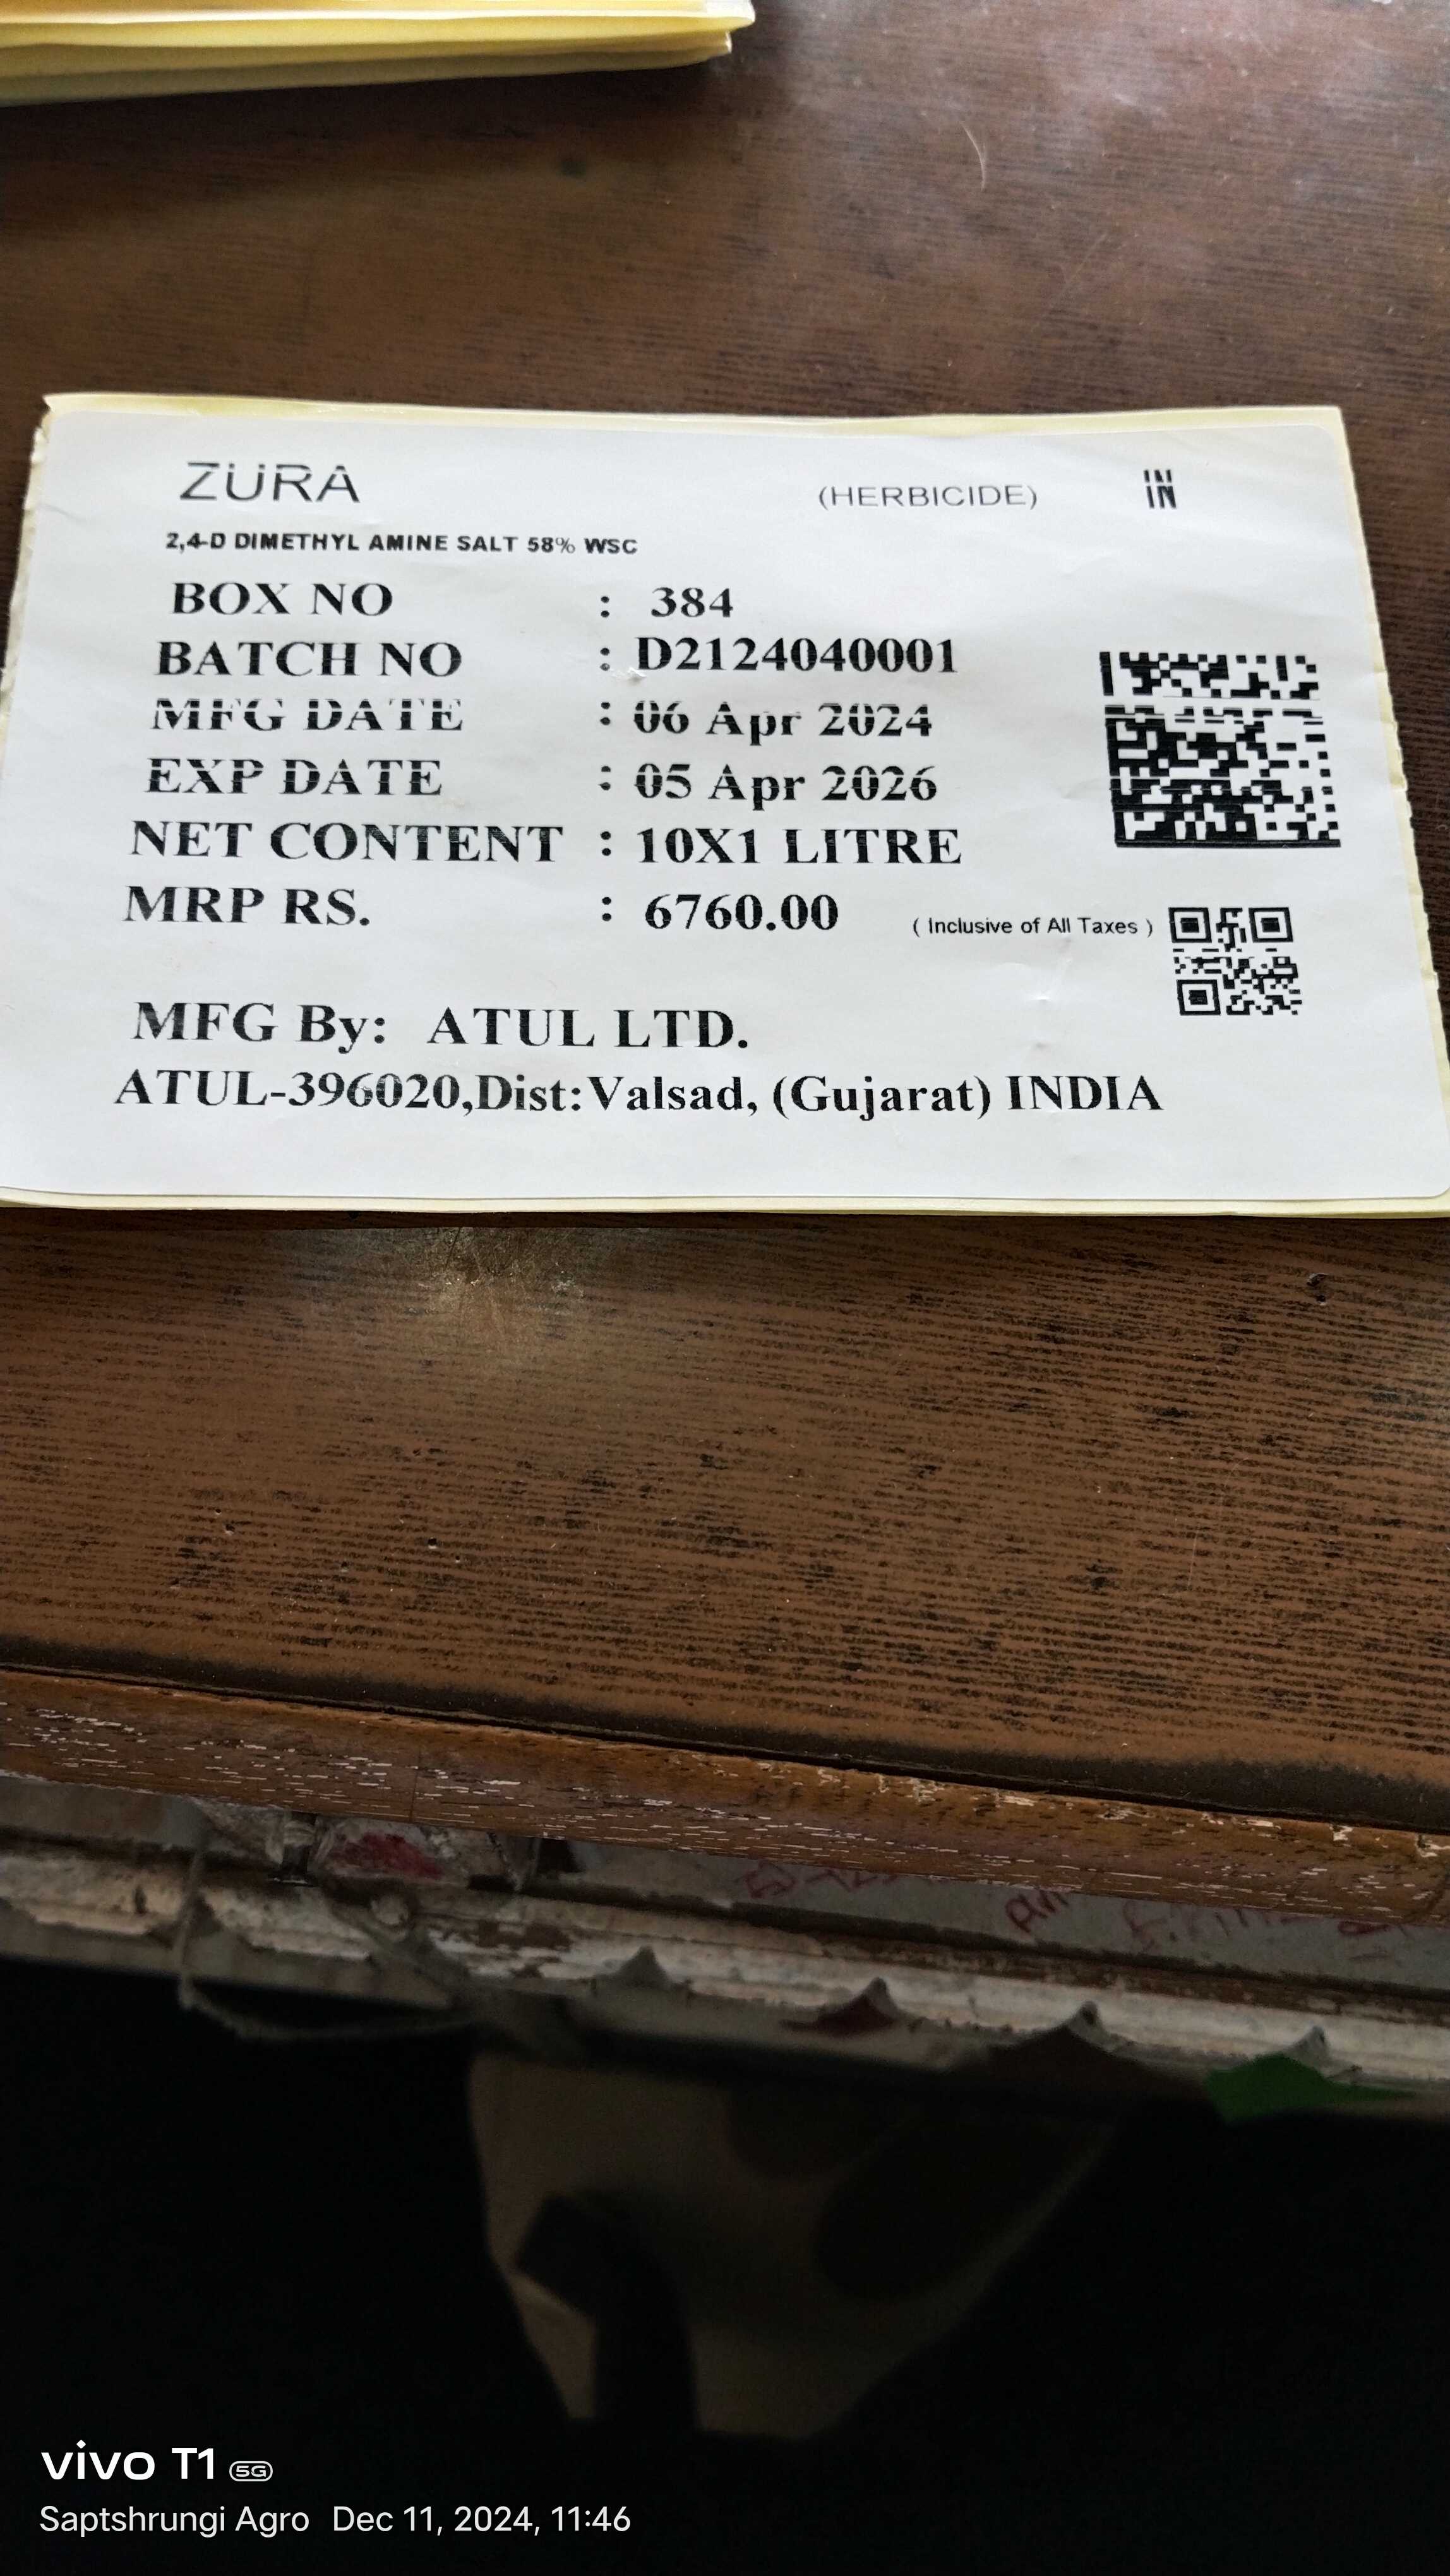 ZURA (HERBICIDE) IN
2,4-D DIMETHYL AMINE SALT 58% WSC
BOX NO : 384
BATCH NO : D2124040001
MFG DATE : 06 Apr 2024
EXP DATE : 05 Apr 2026
NET CONTENT : 10X1 LITRE
MRP RS. : 6760.00 ( Inclusive of All Taxes )
MFG By: ATUL LTD.
ATUL-396020,Dist:Valsad, (Gujarat) INDIA
vivo T1 5G
Saptshrungi Agro Dec 11, 2024, 11:46